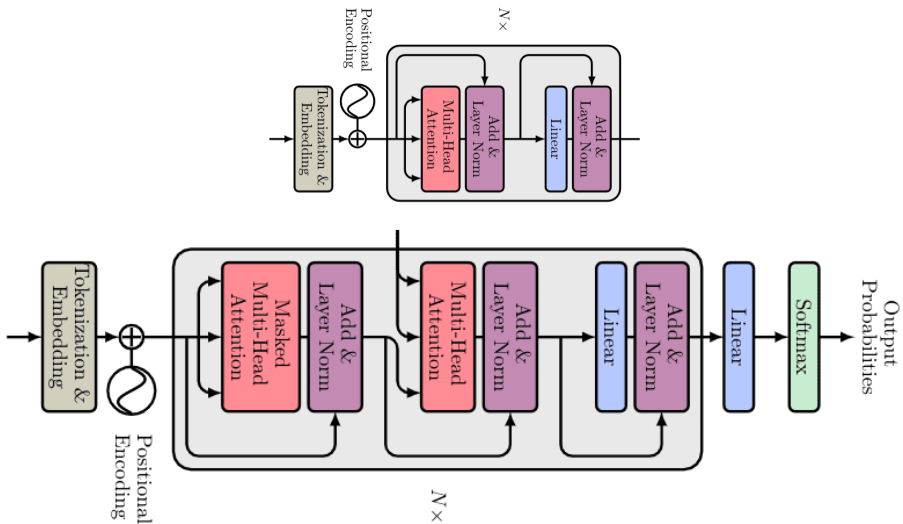 Tokenization &
Embedding
Positional
Encoding
N×
Multi-Head
Attention
Add &
Layer Norm
Linear
Add &
Layer Norm
Tokenization &
Embedding
Positional
Encoding
Masked
Multi-Head
Attention
Add &
Layer Norm
Multi-Head
Attention
Add &
Layer Norm
Linear
Add &
Layer Norm
N×
Linear
Softmax
Output
Probabilities